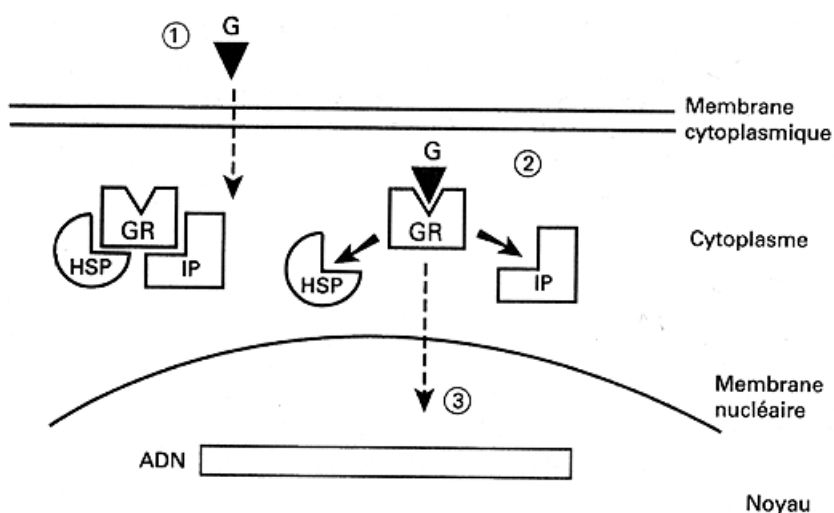 ① G
Membrane
cytoplasmique
G ②
GR
HSP
IP
GR
HSP
IP
Cytoplasme
③
Membrane
nucléaire
ADN
Noyau